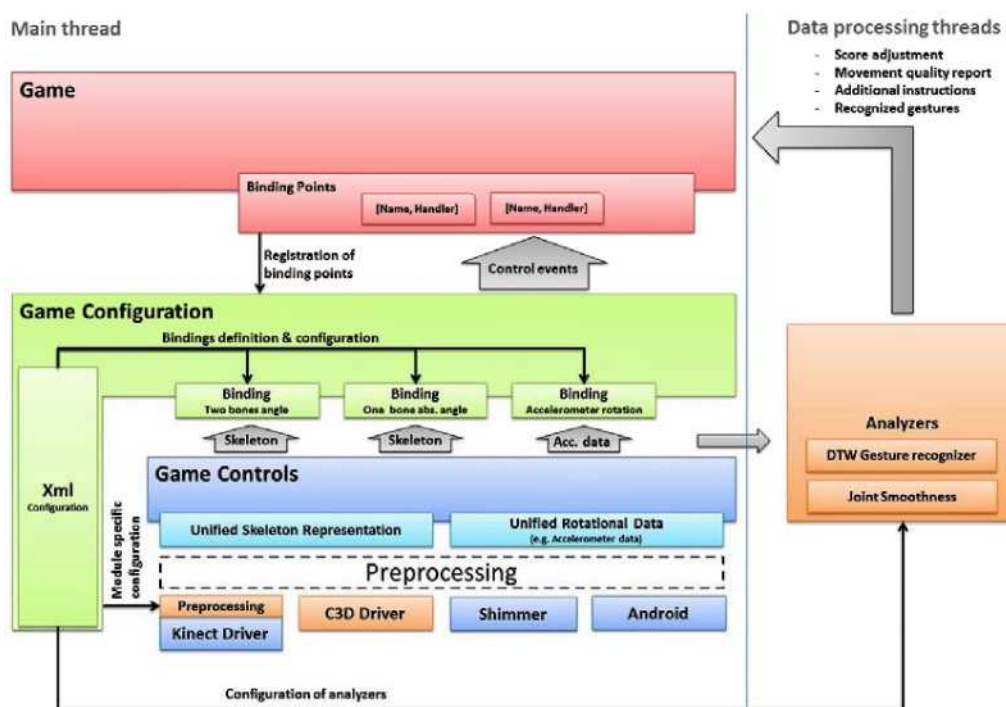 Main thread
Data processing threads
- Score adjustment
- Movement quality report
- Additional instructions
- Recognized gestures
Game
Binding Points
[Name, Handler]
[Name, Handler]
Registration of
binding points
Control events
Game Configuration
Bindings definition & configuration
Binding
Two bones angle
Binding
One bone abs. angle
Binding
Accelerometer rotation
Skeleton
Skeleton
Acc. data
Analyzers
DTW Gesture recognizer
Joint Smoothness
Xml
Configuration
Module specific
configuration
Game Controls
Unified Skeleton Representation
Unified Rotational Data
(e.g. Accelerometer data)
Preprocessing
Preprocessing
Kinect Driver
C3D Driver
Shimmer
Android
Configuration of analyzers